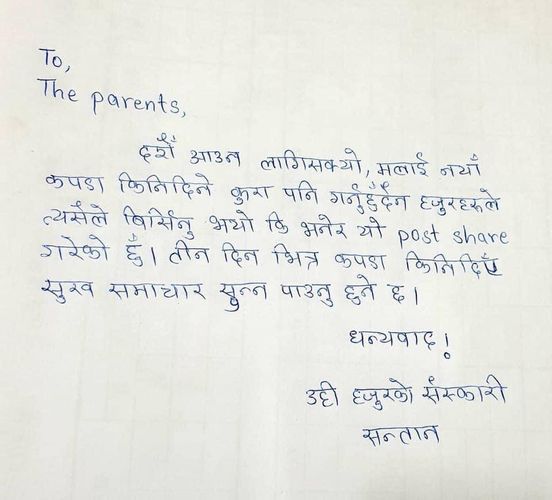 To,
The parents,
दशैँ आउन लागिसक्यो, मलाई नयाँ
कपडा किनिदिने कुरा पनि गर्नुहुँदैन हजुरहरुले
त्यसैले बिर्सिनु भयो कि भनेर यो post share
गरेको हुँ। तीन दिन भित्र कपडा किनिदिएँ
सुख समाचार सुन्न पाउनु हुने छ।
धन्यवाद!
उही हजुरको संस्कारी
सन्तान